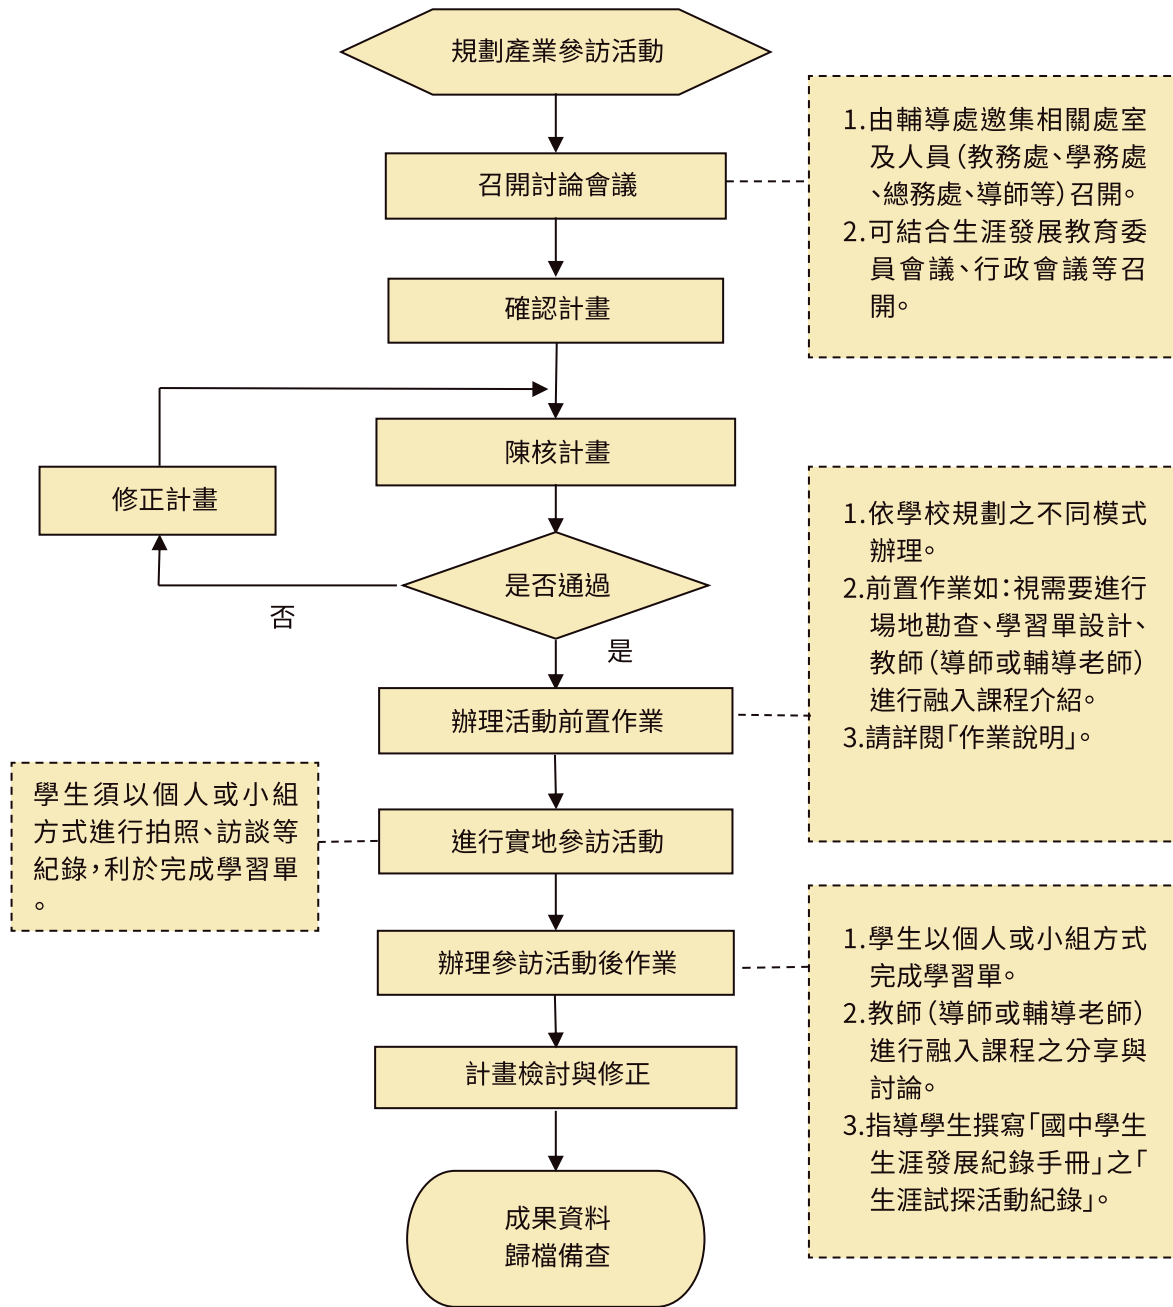 規劃產業參訪活動
召開討論會議
1.由輔導處邀集相關處室
及人員(教務處、學務處
、總務處、導師等)召開。
2.可結合生涯發展教育委
員會議、行政會議等召
開。
確認計畫
陳核計畫
修正計畫
是否通過
否
是
1.依學校規劃之不同模式
辦理。
2.前置作業如:視需要進行
場地勘查、學習單設計、
教師(導師或輔導老師)
進行融入課程介紹。
3.請詳閱「作業說明」。
辦理活動前置作業
學生須以個人或小組
方式進行拍照、訪談等
紀錄,利於完成學習單
。
進行實地參訪活動
辦理參訪活動後作業
1.學生以個人或小組方式
完成學習單。
2.教師(導師或輔導老師)
進行融入課程之分享與
討論。
3.指導學生撰寫「國中學生
生涯發展紀錄手冊」之「
生涯試探活動紀錄」。
計畫檢討與修正
成果資料
歸檔備查